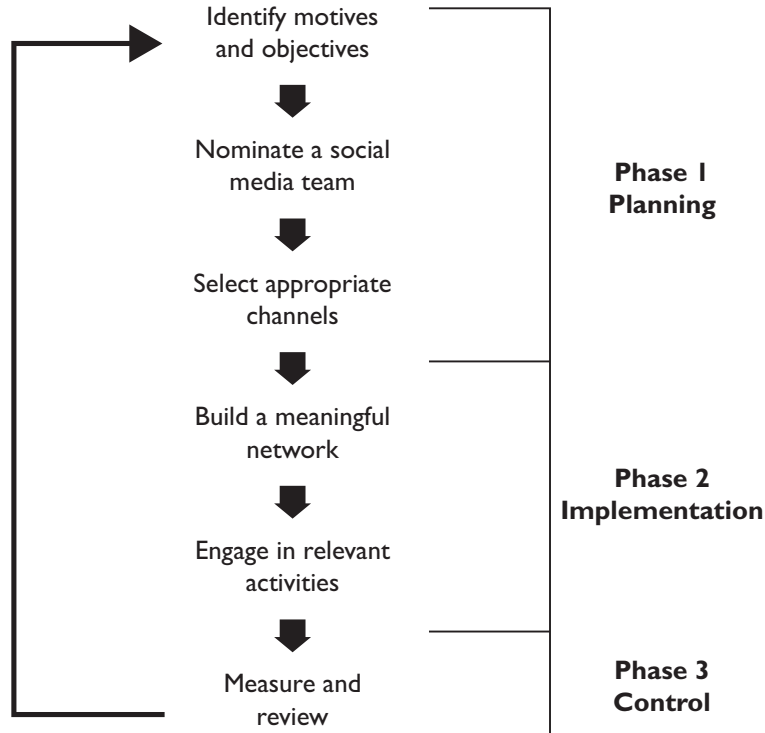 Identify motives
and objectives
Nominate a social
media team
Select appropriate
channels
Phase 1
Planning
Build a meaningful
network
Engage in relevant
activities
Phase 2
Implementation
Measure and
review
Phase 3
Control